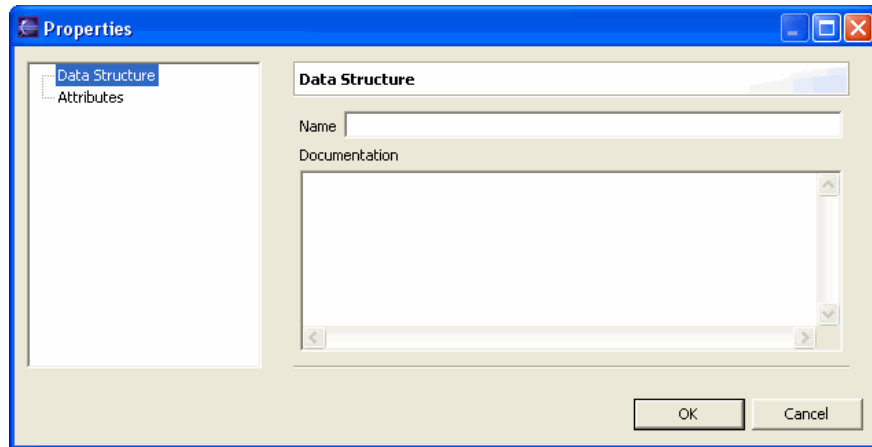 Properties
Data Structure
Attributes
Data Structure
Name
Documentation
OK
Cancel